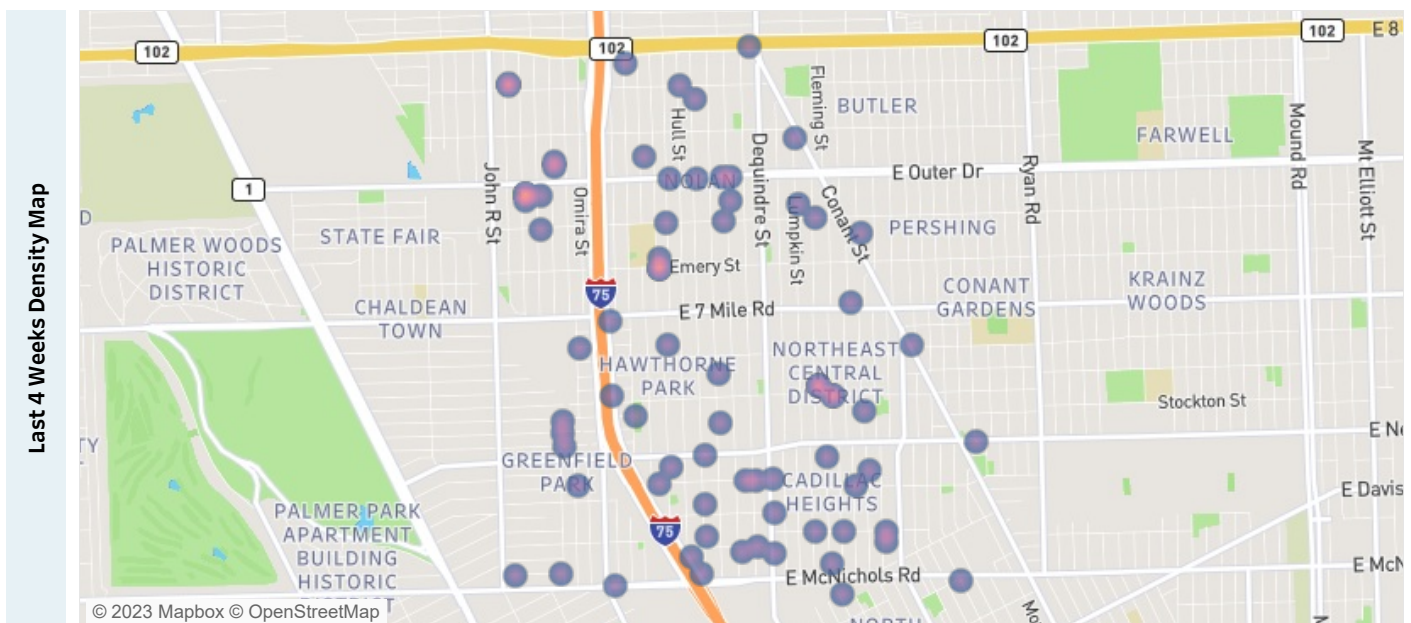 Last 4 Weeks Density Map
102
102
102
102
E 8
Fleming St
BUTLER
Hull St
FARWELL
Mound Rd
Dequindre St
Ryan Rd
Mt Elliott St
John R St
E Outer Dr
NOLAN
1
Omira St
Conant St
Lumpkin St
D
PALMER WOODS
HISTORIC
DISTRICT
STATE FAIR
PERSHING
Emery St
75
CONANT
GARDENS
KRAINZ
WOODS
CHALDEAN
TOWN
E 7 Mile Rd
HAWTHORNE
PARK
NORTHEAST
CENTRAL
DISTRICT
Stockton St
TY
E Ne
GREENFIELD
PARK
CADILLAC
HEIGHTS
E Davis
PALMER PARK
APARTMENT
BUILDING
HISTORIC
DISTRICT
75
E McNichols Rd
E McN
Mo
M
NORTH
© 2023 Mapbox © OpenStreetMap